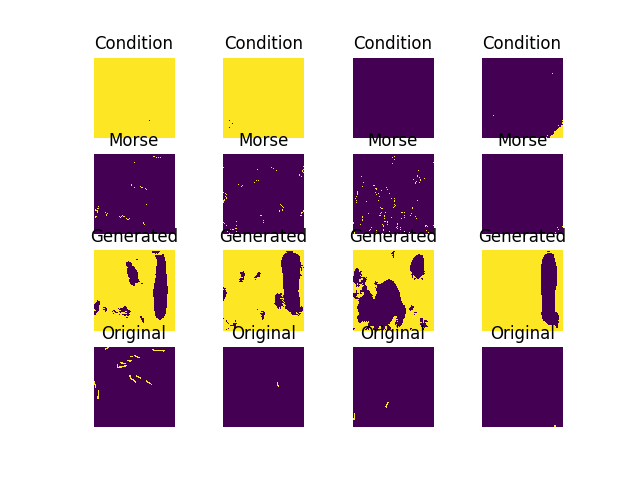 Condition Condition Condition Condition
Morse Morse Morse Morse
Generated Generated Generated Generated
Original Original Original Original